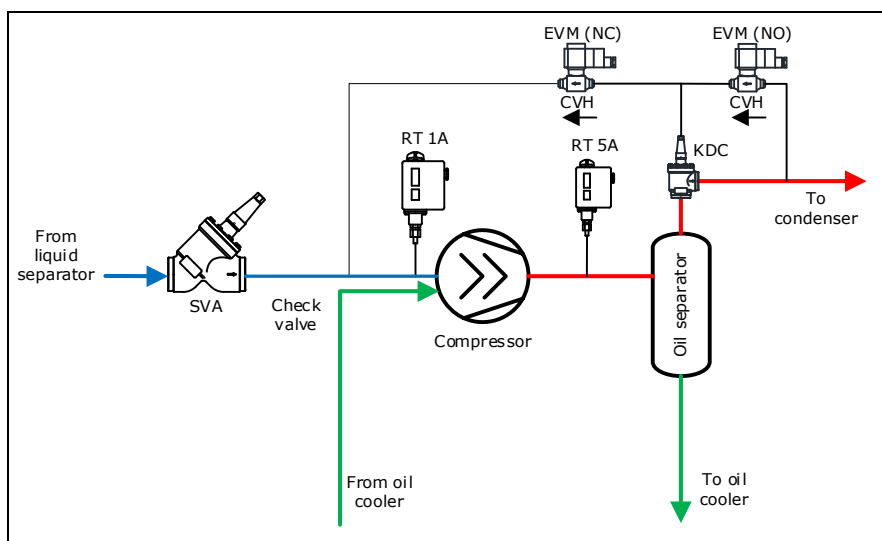 EVM (NC)
EVM (NO)
CVH
CVH
RT 1A
RT 5A
KDC
To
condenser
From
liquid
separator
SVA
Check
valve
Compressor
Oil separator
From oil
cooler
To oil
cooler